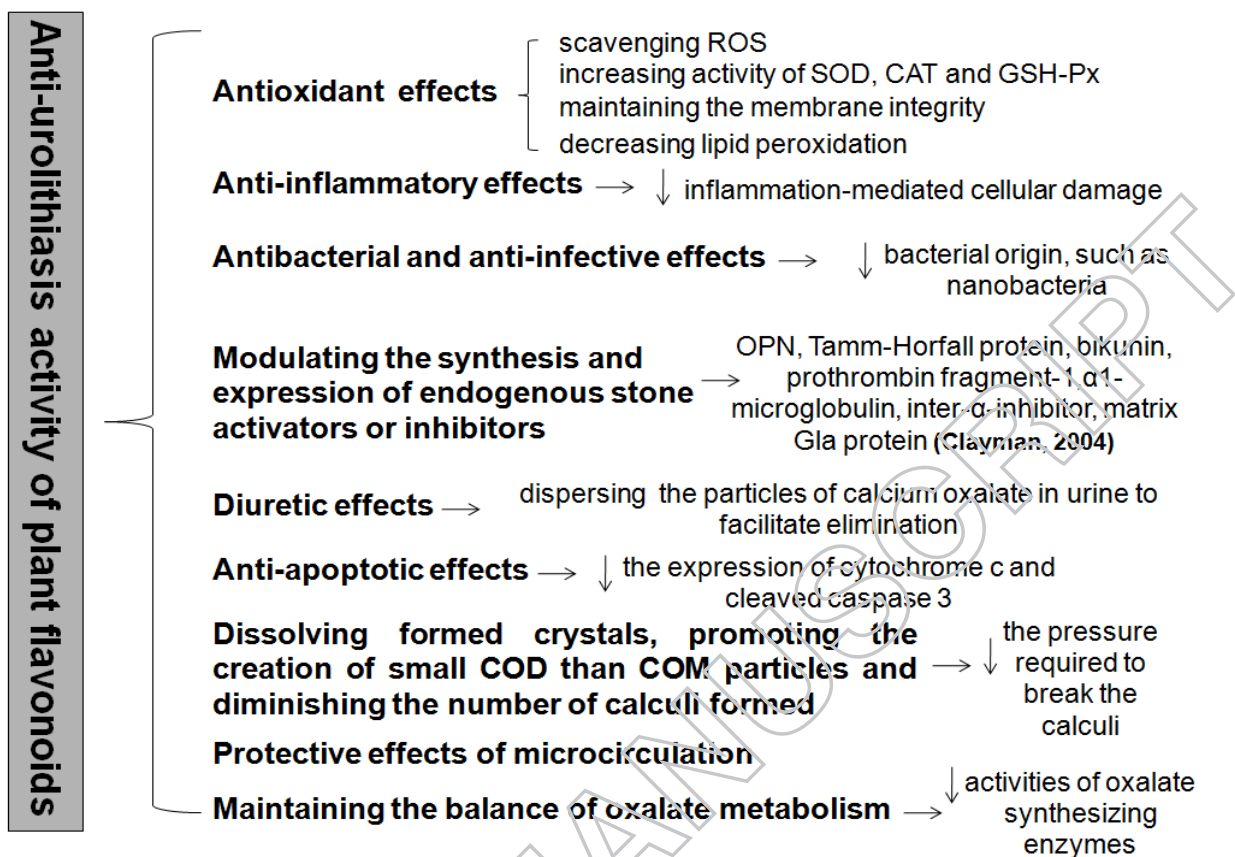 Anti-urolithiasis activity of plant flavonoids
Antioxidant effects
scavenging ROS
increasing activity of SOD, CAT and GSH-Px
maintaining the membrane integrity
decreasing lipid peroxidation
Anti-inflammatory effects → ↓ inflammation-mediated cellular damage
Antibacterial and anti-infective effects → ↓ bacterial origin, such as
nanobacteria
Modulating the synthesis and
expression of endogenous stone
activators or inhibitors →
OPN, Tamm-Horfall protein, bikunin,
prothrombin fragment-1,α1-
microglobulin, inter-α-inhibitor, matrix
Gla protein (Clayman, 2004)
Diuretic effects → dispersing the particles of calcium oxalate in urine to
facilitate elimination
Anti-apoptotic effects → ↓ the expression of cytochrome c and
cleaved caspase 3
Dissolving formed crystals, promoting the
creation of small COD than COM particles and
diminishing the number of calculi formed → ↓
the pressure
required to
break the
calculi
Protective effects of microcirculation
Maintaining the balance of oxalate metabolism → ↓
activities of oxalate
synthesizing
enzymes
ANUSCRIPT